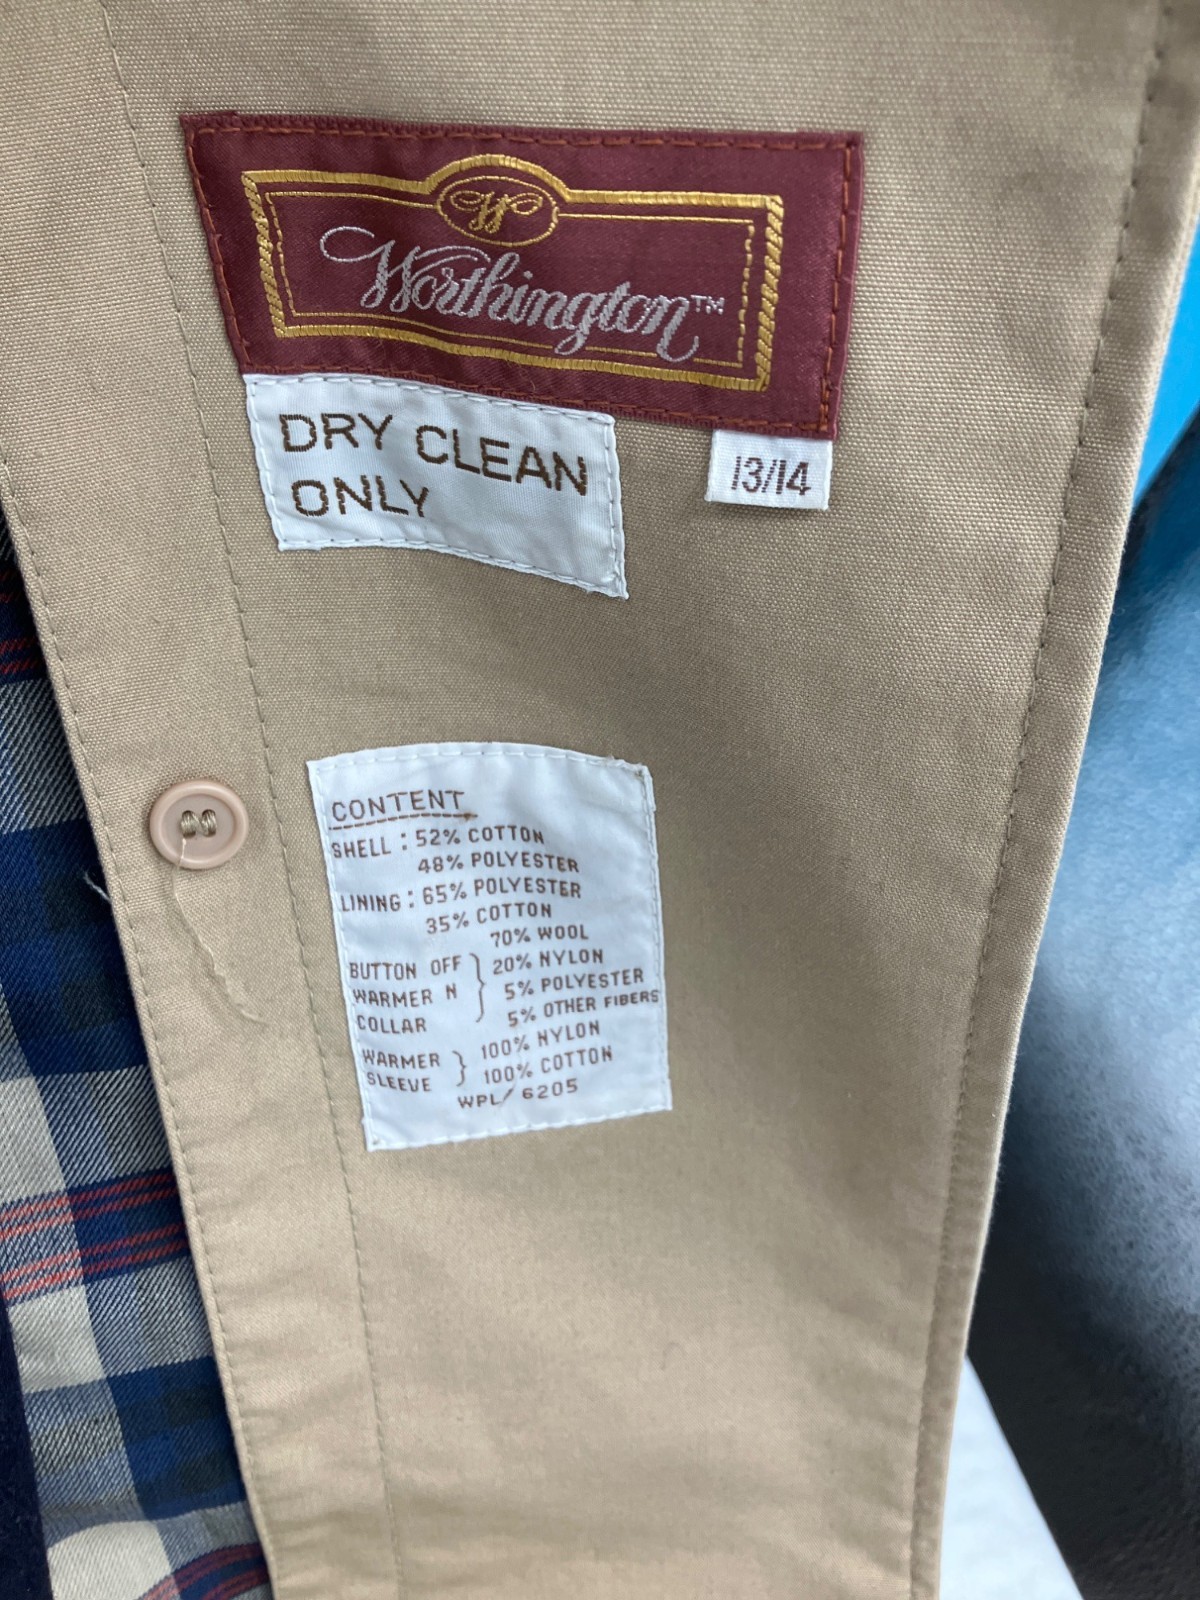 W
Worthington™
DRY CLEAN
ONLY
13/14
CONTENT
SHELL : 52% COTTON
48% POLYESTER
LINING : 65% POLYESTER
35% COTTON
70% WOOL
BUTTON OFF } 20% NYLON
WARMER N 5% POLYESTER
COLLAR 5% OTHER FIBERS
WARMER } 100% NYLON
SLEEVE 100% COTTON
WPL/ 6205